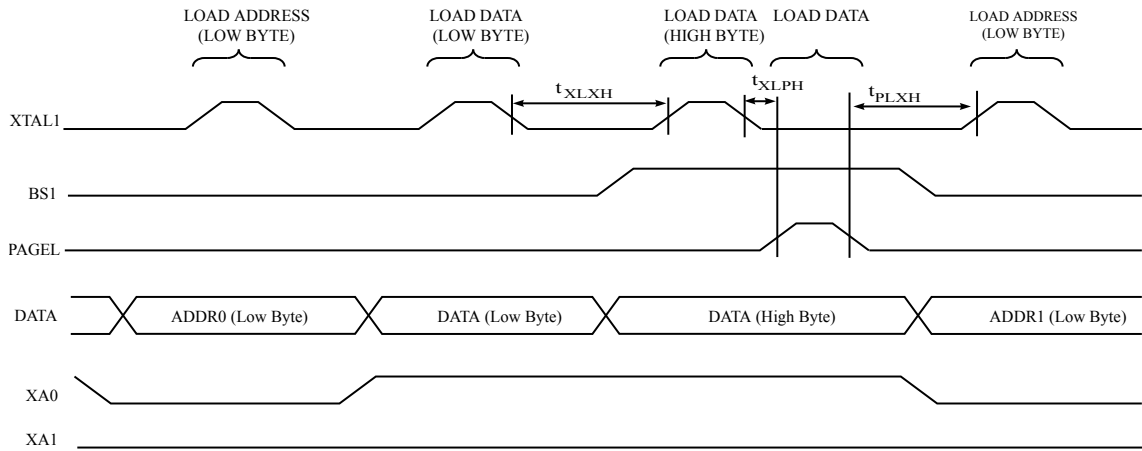 LOAD ADDRESS
(LOW BYTE)
LOAD DATA
(LOW BYTE)
LOAD DATA
(HIGH BYTE)
LOAD DATA
LOAD ADDRESS
(LOW BYTE)
XTAL1
tXLXH
tXLPH
tPLXH
BS1
PAGEL
DATA
ADDR0 (Low Byte)
DATA (Low Byte)
DATA (High Byte)
ADDR1 (Low Byte)
XA0
XA1